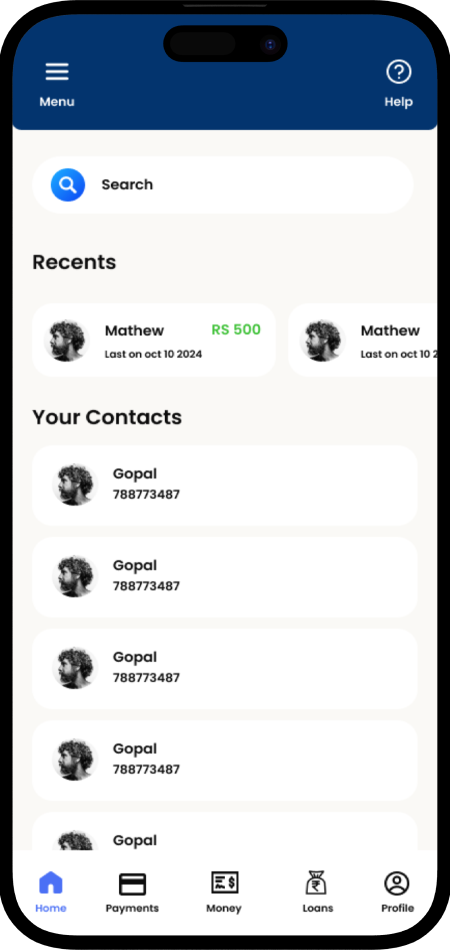 Menu
Help
Search
Recents
Mathew
RS 500
Last on oct 10 2024
Mathew
Last on oct 10 2
Your Contacts
Gopal
788773487
Gopal
788773487
Gopal
788773487
Gopal
788773487
Gopal
Home
Payments
Money
Loans
Profile